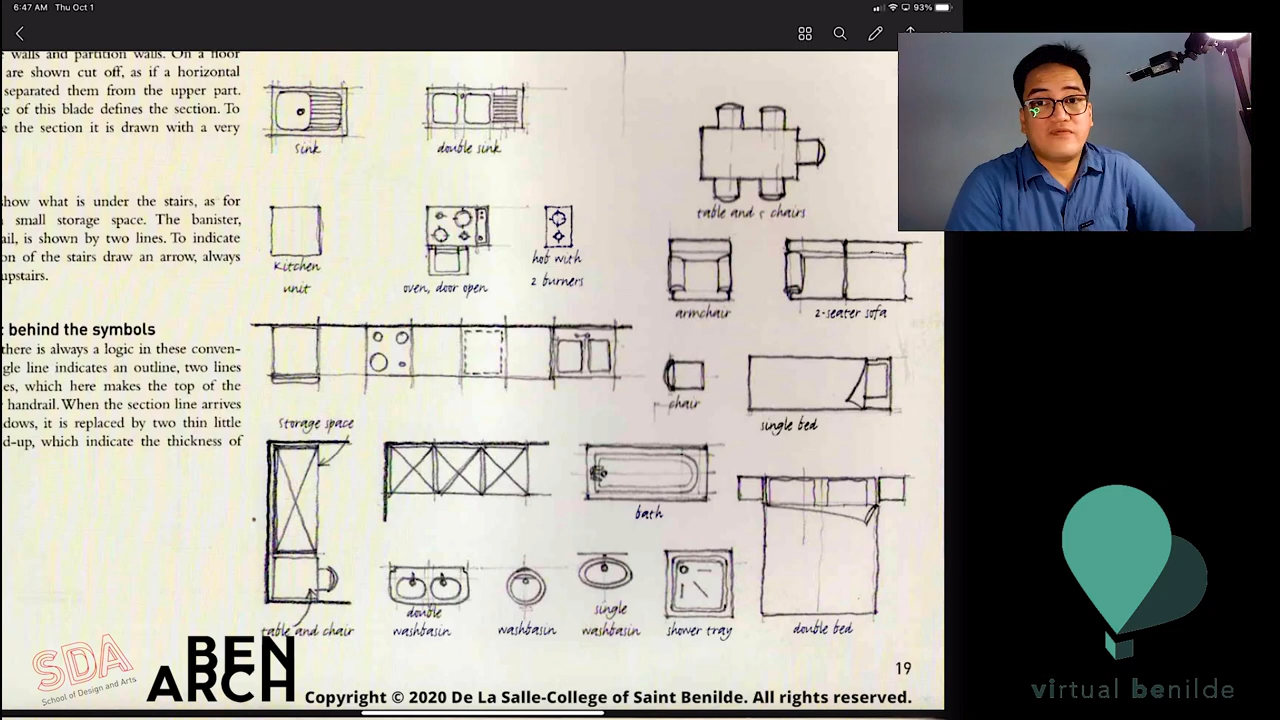 6:47 AM Thu Oct 1
93%
walls and partition walls. On a floor
are shown cut off, as if a horizontal
separated them from the upper part.
e of this blade defines the section. To
e the section it is drawn with a very
show what is under the stairs, as for
small storage space. The banister,
ail, is shown by two lines. To indicate
on of the stairs draw an arrow, always
upstairs.
behind the symbols
there is always a logic in these conven-
gle line indicates an outline, two lines
es, which here makes the top of the
handrail. When the section line arrives
dows, it is replaced by two thin little
d-up, which indicate the thickness of
sink
double sink
table and 5 chairs
kitchen
unit
oven, door open
hob with
2 burners
armchair
2-seater sofa
chair
single bed
storage space
bath
table and chair
double
washbasin
washbasin
single
washbasin
shower tray
double bed
19
SDA
School of Design and Arts
BEN
ARCH
Copyright © 2020 De La Salle-College of Saint Benilde. All rights reserved.
virtual benilde